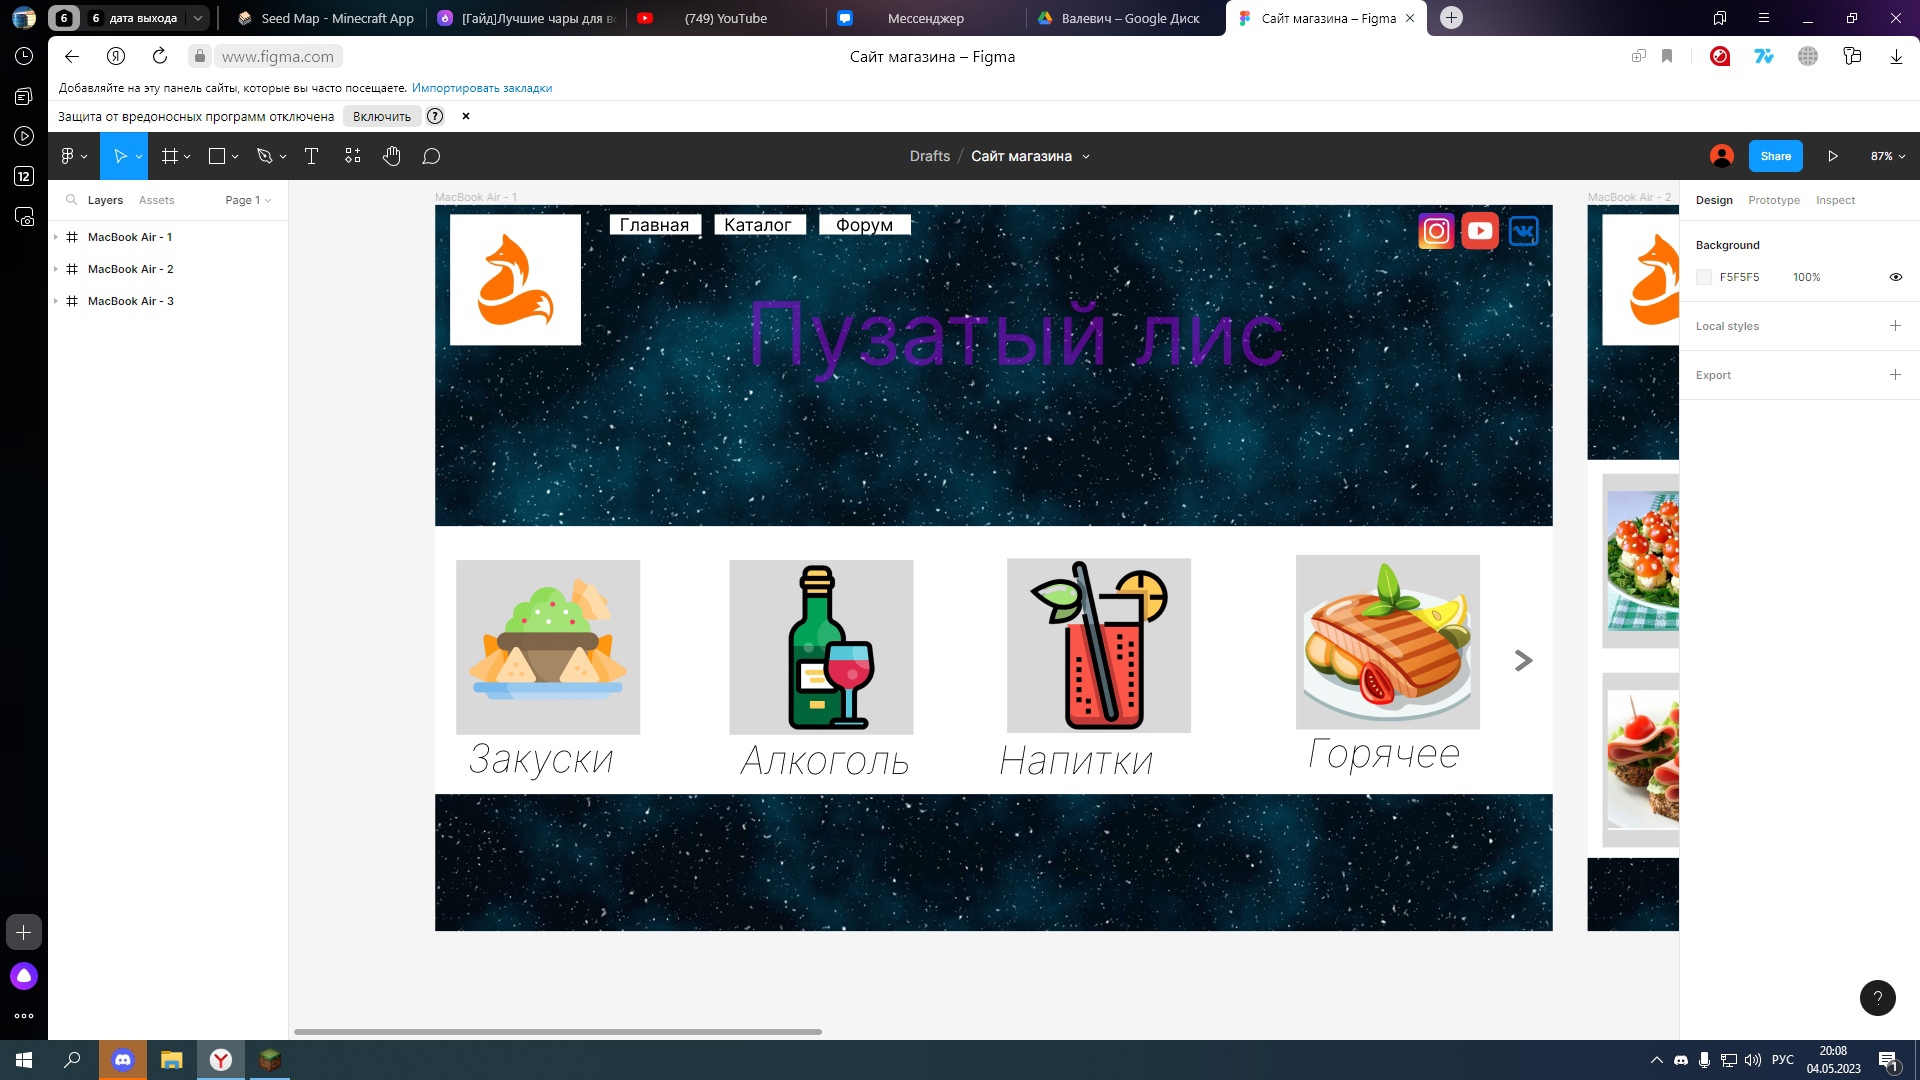 6
6 дата выхода
Seed Map - Minecraft App
[Гайд]Лучшие чары для в
(749) YouTube
Мессенджер
Валевич – Google Диск
Сайт магазина – Figma
www.figma.com
Сайт магазина – Figma
Добавляйте на эту панель сайты, которые вы часто посещаете. Импортировать закладки
Защита от вредоносных программ отключена Включить ?
12
Drafts / Сайт магазина
Share
87%
Layers Assets Page 1
Design Prototype Inspect
MacBook Air - 1
MacBook Air - 2
MacBook Air - 3
Background
F5F5F5 100%
Local styles
Export
MacBook Air - 1
MacBook Air - 2
Главная Каталог Форум
Пузатый лис
Закуски
Алкоголь
Напитки
Горячее
?
РУС
20:08
04.05.2023
1